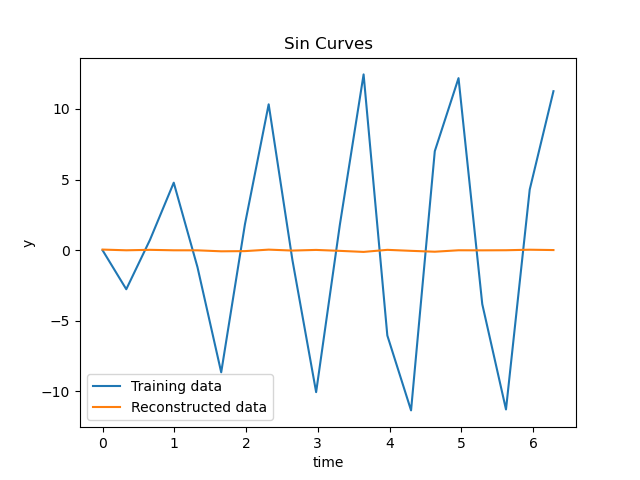 Sin Curves
y
10
5
0
−5
−10
Training data
Reconstructed data
0 1 2 3 4 5 6
time